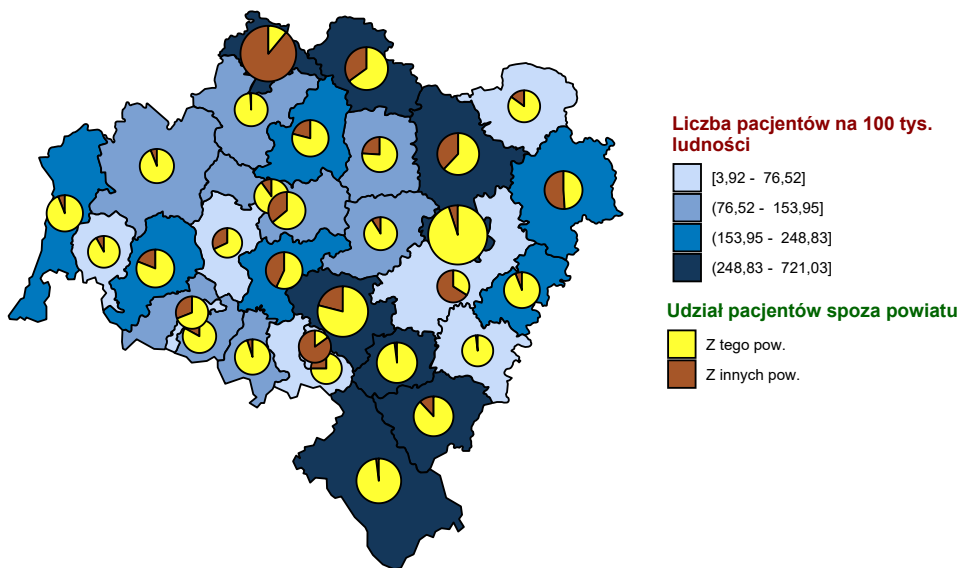 Liczba pacjentów na 100 tys.
ludności
[3,92 - 76,52]
(76,52 - 153,95]
(153,95 - 248,83]
(248,83 - 721,03]
Udział pacjentów spoza powiatu
Z tego pow.
Z innych pow.